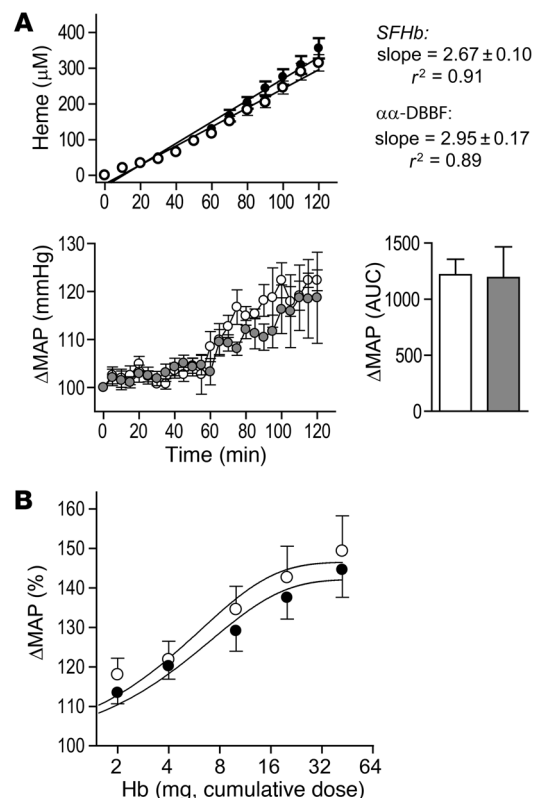 A
Heme (μM)
400
300
200
100
0
0 20 40 60 80 100 120
SFHb:
slope = 2.67 ± 0.10
r² = 0.91
αα-DBBF:
slope = 2.95 ± 0.17
r² = 0.89
ΔMAP (mmHg)
130
120
110
100
0 20 40 60 80 100 120
Time (min)
ΔMAP (AUC)
1500
1000
500
0
B
ΔMAP (%)
160
150
140
130
120
110
100
2 4 8 16 32 64
Hb (mg, cumulative dose)